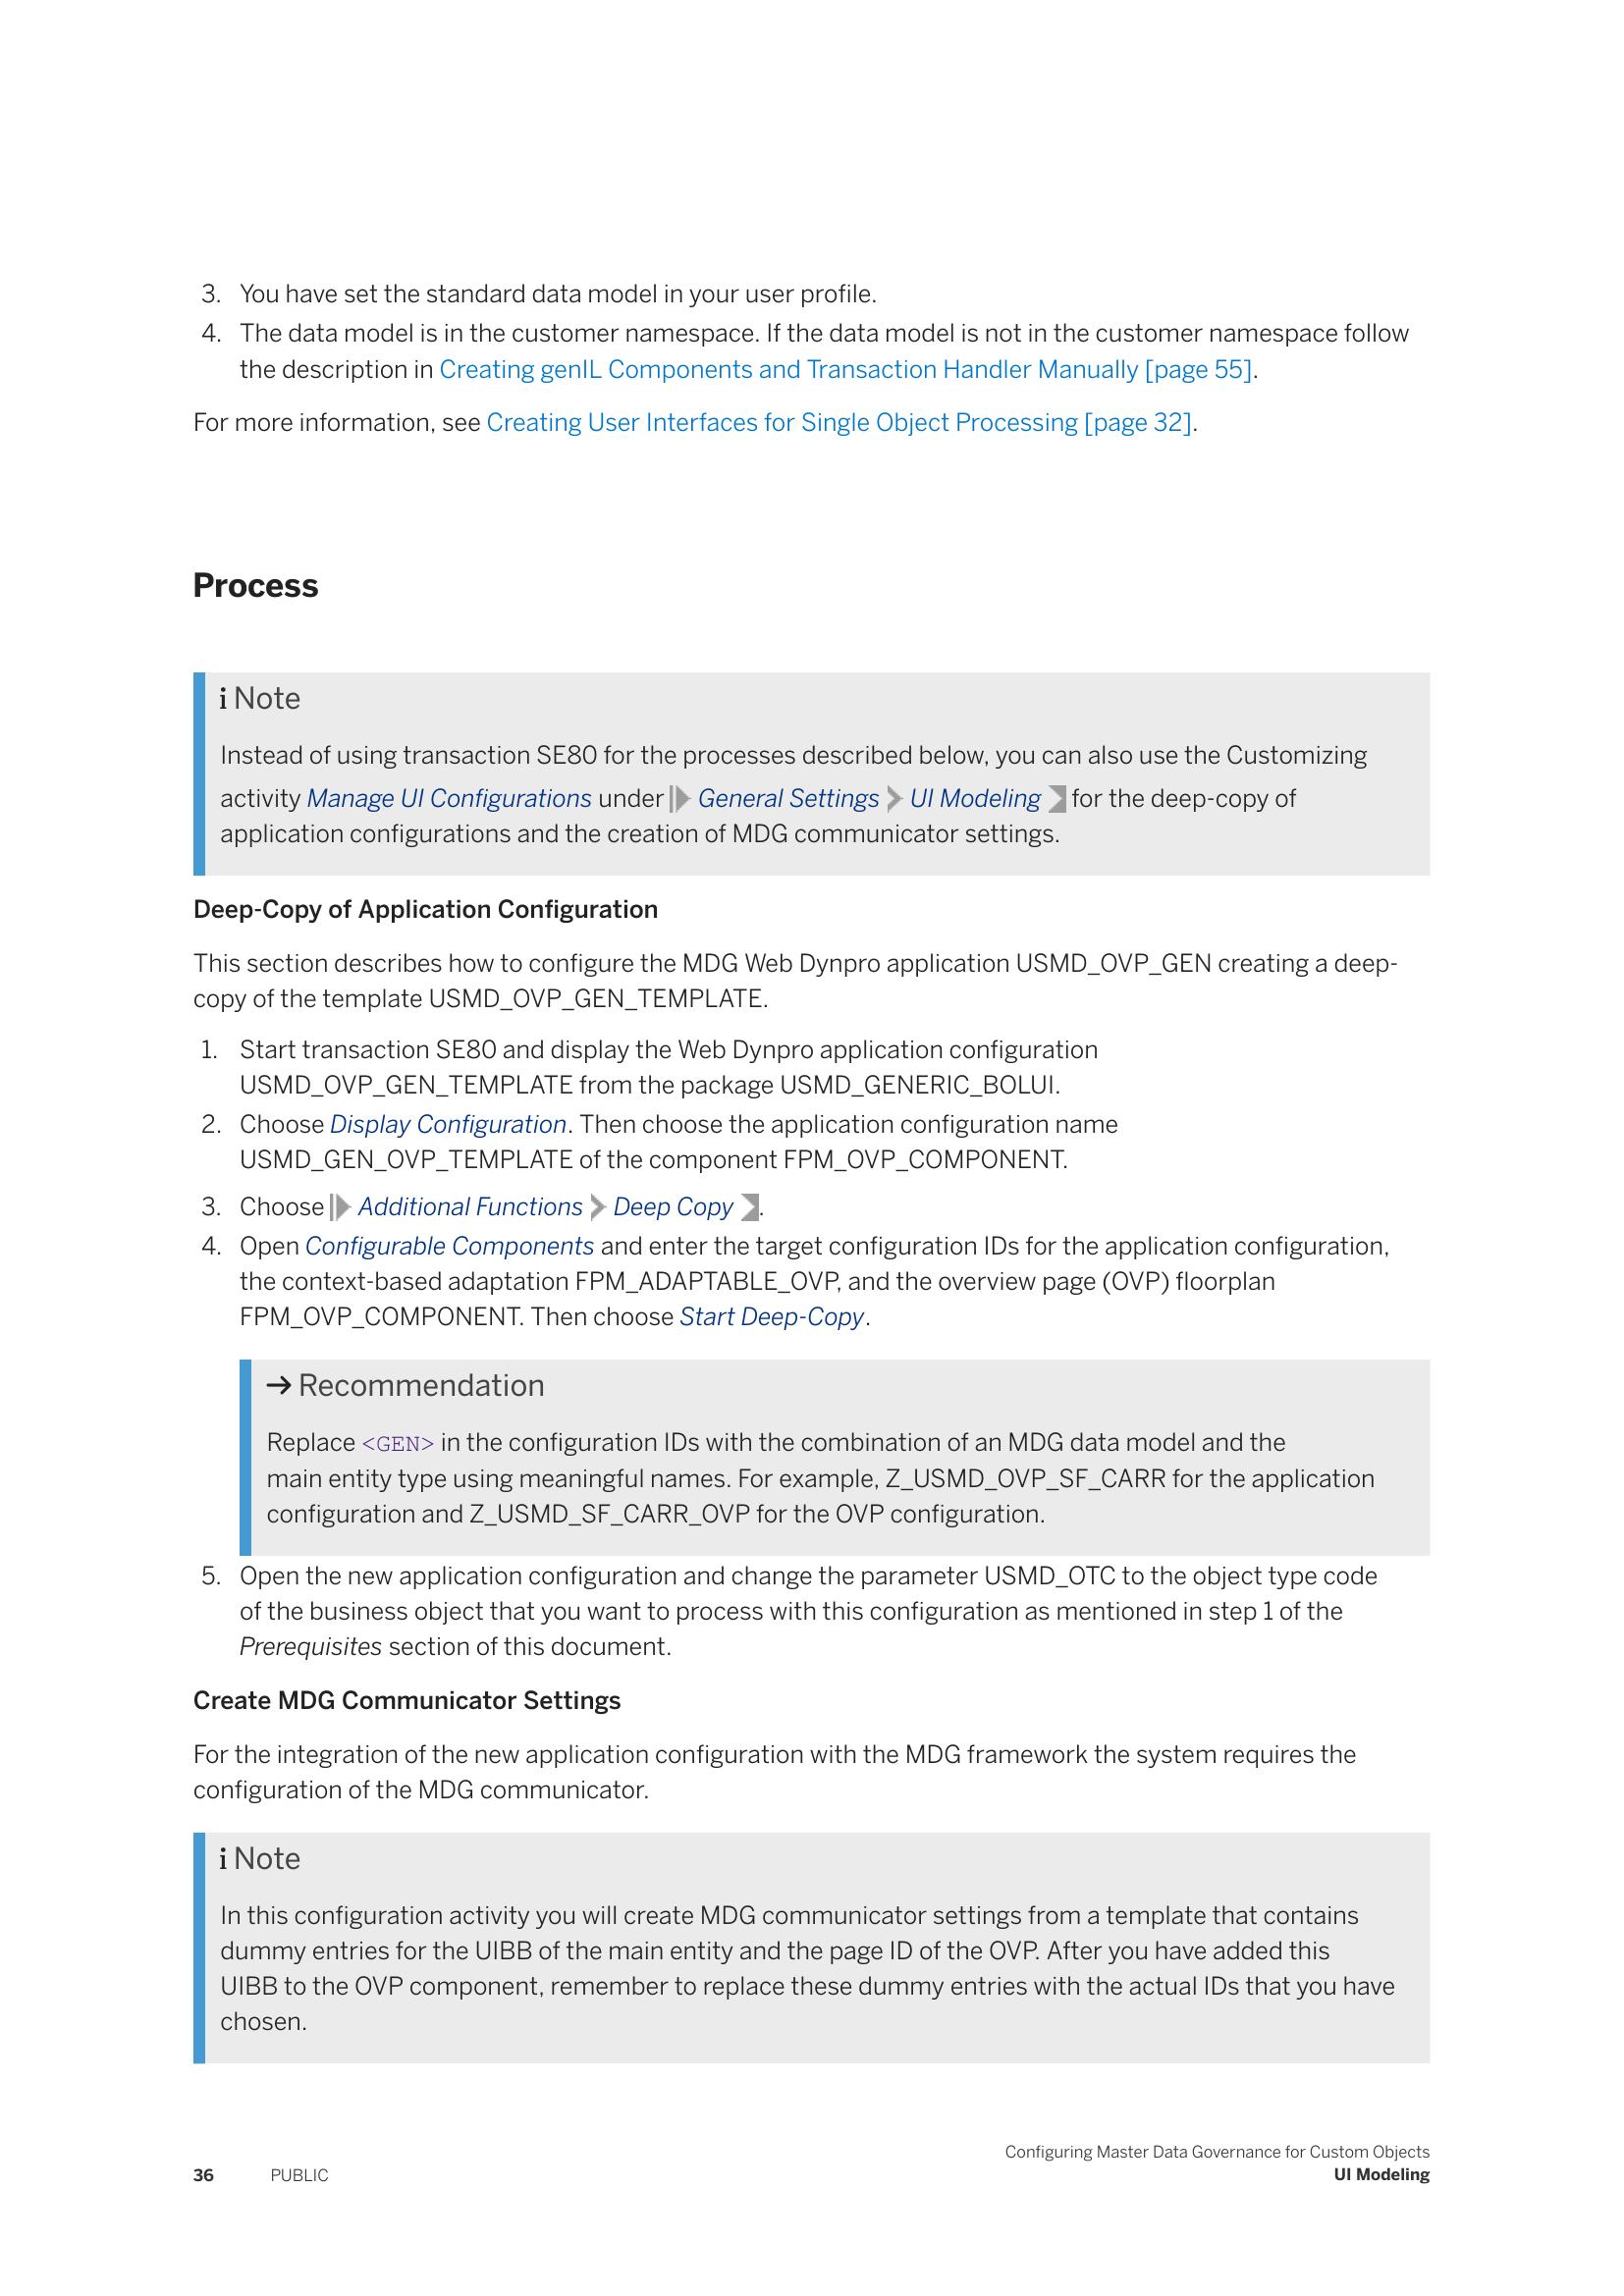 3. You have set the standard data model in your user profile.
4. The data model is in the customer namespace. If the data model is not in the customer namespace follow
the description in Creating genIL Components and Transaction Handler Manually [page 55].
For more information, see Creating User Interfaces for Single Object Processing [page 32].
Process
i Note
Instead of using transaction SE80 for the processes described below, you can also use the Customizing
activity Manage UI Configurations under General Settings UI Modeling for the deep-copy of
application configurations and the creation of MDG communicator settings.
Deep-Copy of Application Configuration
This section describes how to configure the MDG Web Dynpro application USMD_OVP_GEN creating a deep-
copy of the template USMD_OVP_GEN_TEMPLATE.
1. Start transaction SE80 and display the Web Dynpro application configuration
USMD_OVP_GEN_TEMPLATE from the package USMD_GENERIC_BOLUI.
2. Choose Display Configuration. Then choose the application configuration name
USMD_GEN_OVP_TEMPLATE of the component FPM_OVP_COMPONENT.
3. Choose Additional Functions Deep Copy .
4. Open Configurable Components and enter the target configuration IDs for the application configuration,
the context-based adaptation FPM_ADAPTABLE_OVP, and the overview page (OVP) floorplan
FPM_OVP_COMPONENT. Then choose Start Deep-Copy.
→ Recommendation
Replace <GEN> in the configuration IDs with the combination of an MDG data model and the
main entity type using meaningful names. For example, Z_USMD_OVP_SF_CARR for the application
configuration and Z_USMD_SF_CARR_OVP for the OVP configuration.
5. Open the new application configuration and change the parameter USMD_OTC to the object type code
of the business object that you want to process with this configuration as mentioned in step 1 of the
Prerequisites section of this document.
Create MDG Communicator Settings
For the integration of the new application configuration with the MDG framework the system requires the
configuration of the MDG communicator.
i Note
In this configuration activity you will create MDG communicator settings from a template that contains
dummy entries for the UIBB of the main entity and the page ID of the OVP. After you have added this
UIBB to the OVP component, remember to replace these dummy entries with the actual IDs that you have
chosen.
Configuring Master Data Governance for Custom Objects
36 PUBLIC UI Modeling